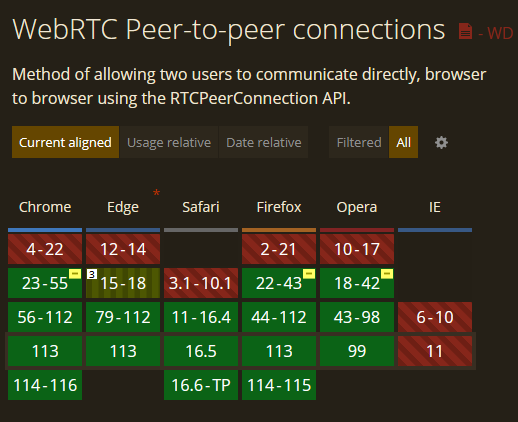 WebRTC Peer-to-peer connections - WD
Method of allowing two users to communicate directly, browser
to browser using the RTCPeerConnection API.
Current aligned Usage relative Date relative Filtered All
Chrome Edge * Safari Firefox Opera IE
4-22 12-14 2-21 10-17
23-55 - 3 15-18 3.1-10.1 22-43 - 18-42 -
56-112 79-112 11-16.4 44-112 43-98 6-10
113 113 16.5 113 99 11
114-116 16.6-TP 114-115